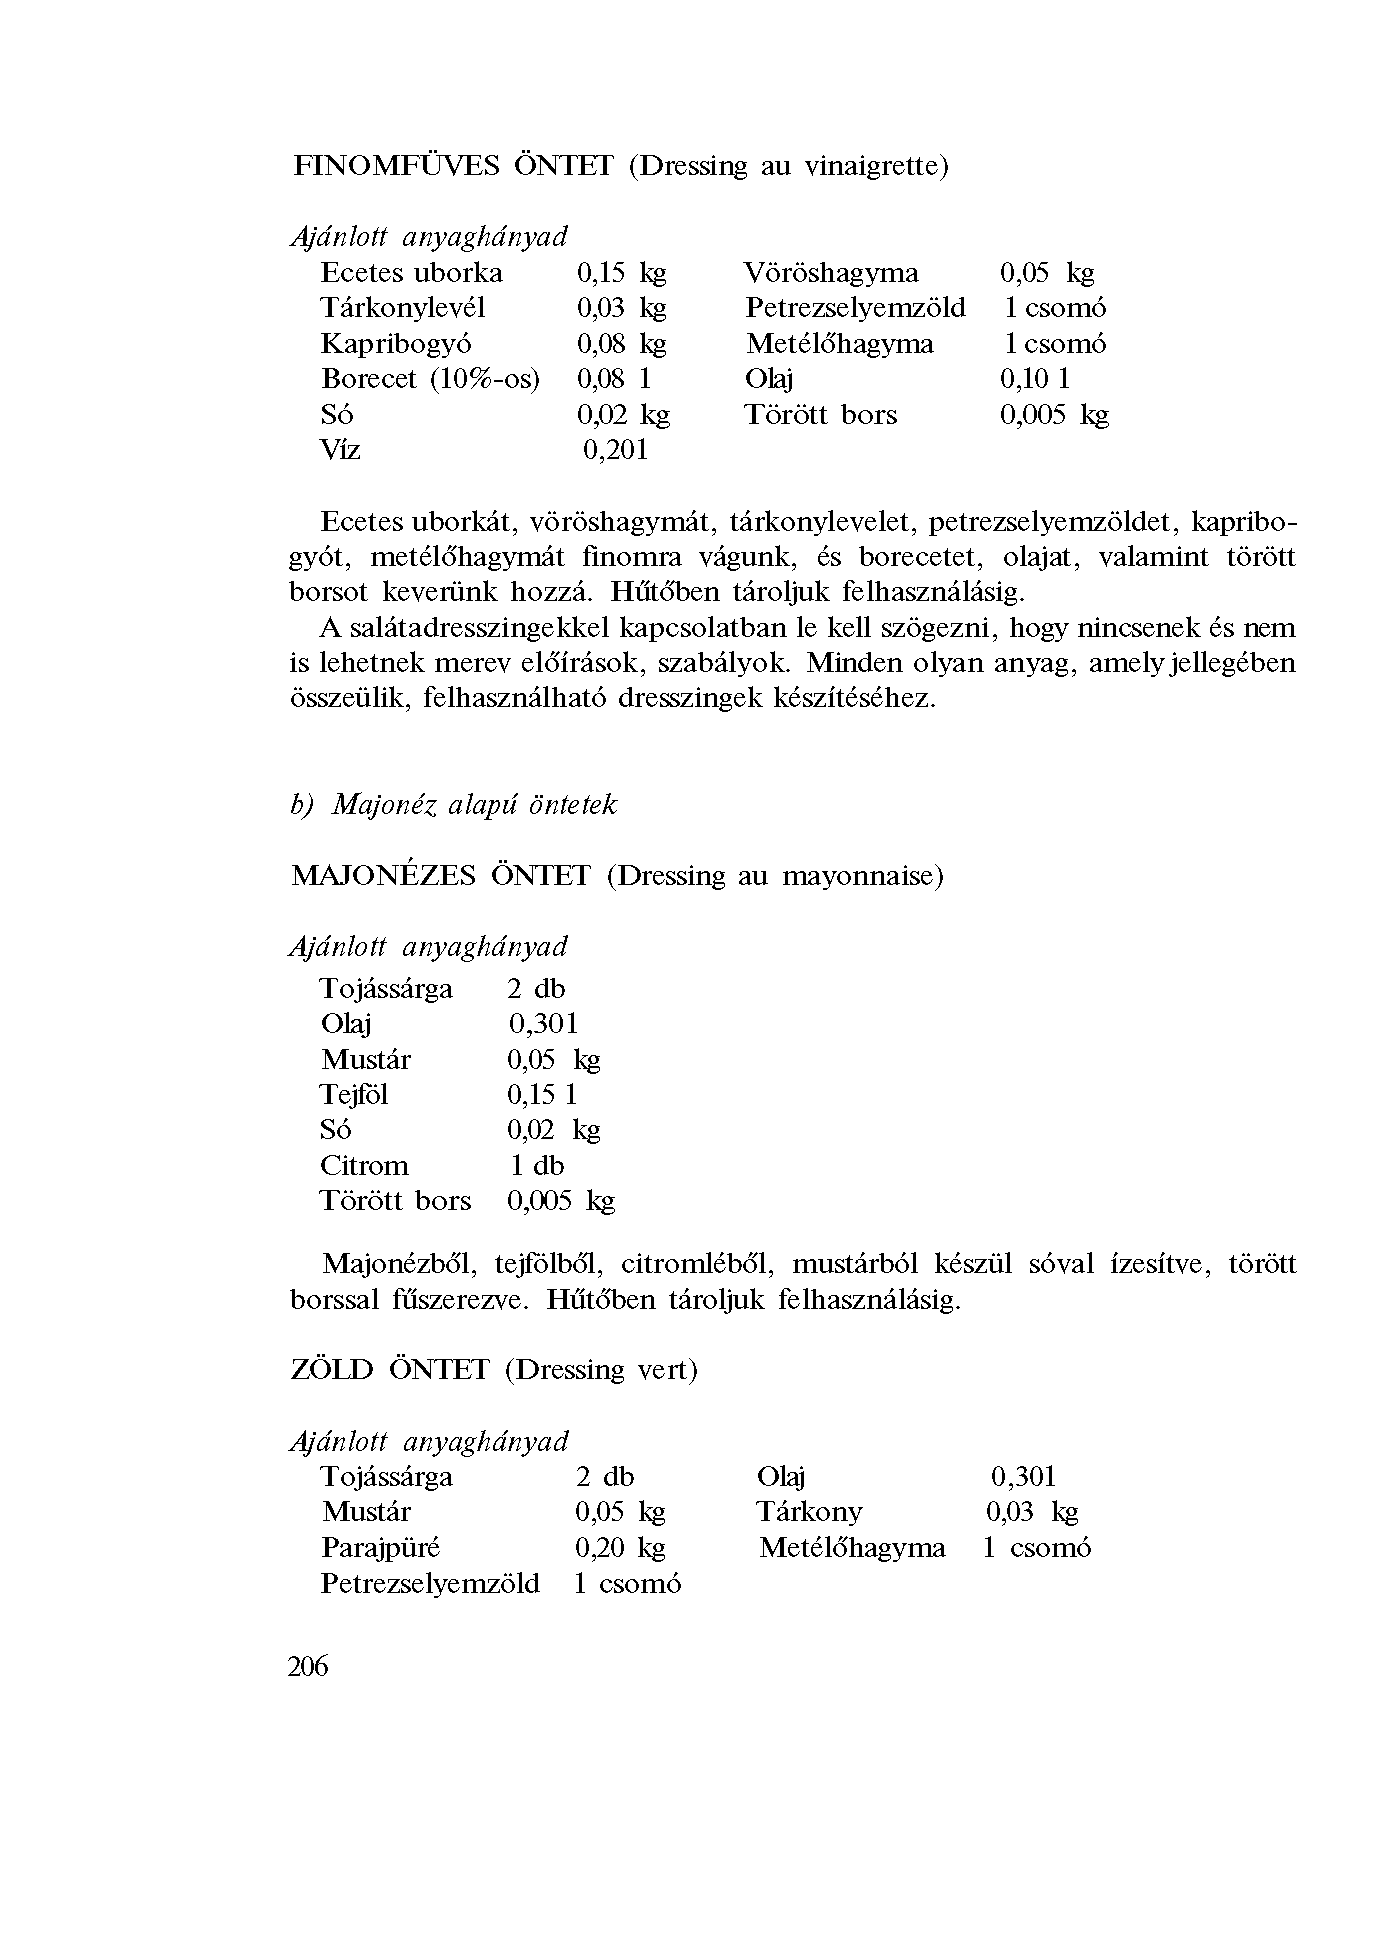 FINOMFÜVES ÖNTET (Dressing au vinaigrette)
Ajánlott anyaghányad
Ecetes uborka 0,15 kg Vöröshagyma 0,05 kg
Tárkonylevél 0,03 kg Petrezselyemzöld 1 csomó
Kapribogyó 0,08 kg Metélőhagyma 1 csomó
Borecet (10%-os) 0,08 1 Olaj 0,10 1
Só 0,02 kg Törött bors 0,005 kg
Víz 0,201
Ecetes uborkát, vöröshagymát, tárkonylevelet, petrezselyemzöldet, kapribo-
gyót, metélőhagymát finomra vágunk, és borecetet, olajat, valamint törött
borsot keverünk hozzá. Hűtőben tároljuk felhasználásig.
A salátadresszingekkel kapcsolatban le kell szögezni, hogy nincsenek és nem
is lehetnek merev előírások, szabályok. Minden olyan anyag, amely jellegében
összeülik, felhasználható dresszingek készítéséhez.
b) Majonéz alapú öntetek
MAJONÉZES ÖNTET (Dressing au mayonnaise)
Ajánlott anyaghányad
Tojássárga 2 db
Olaj 0,301
Mustár 0,05 kg
Tejföl 0,15 1
Só 0,02 kg
Citrom 1 db
Törött bors 0,005 kg
Majonézből, tejfölből, citromléből, mustárból készül sóval ízesítve, törött
borssal fűszerezve. Hűtőben tároljuk felhasználásig.
ZÖLD ÖNTET (Dressing vert)
Ajánlott anyaghányad
Tojássárga 2 db Olaj 0,301
Mustár 0,05 kg Tárkony 0,03 kg
Parajpüré 0,20 kg Metélőhagyma 1 csomó
Petrezselyemzöld 1 csomó
206